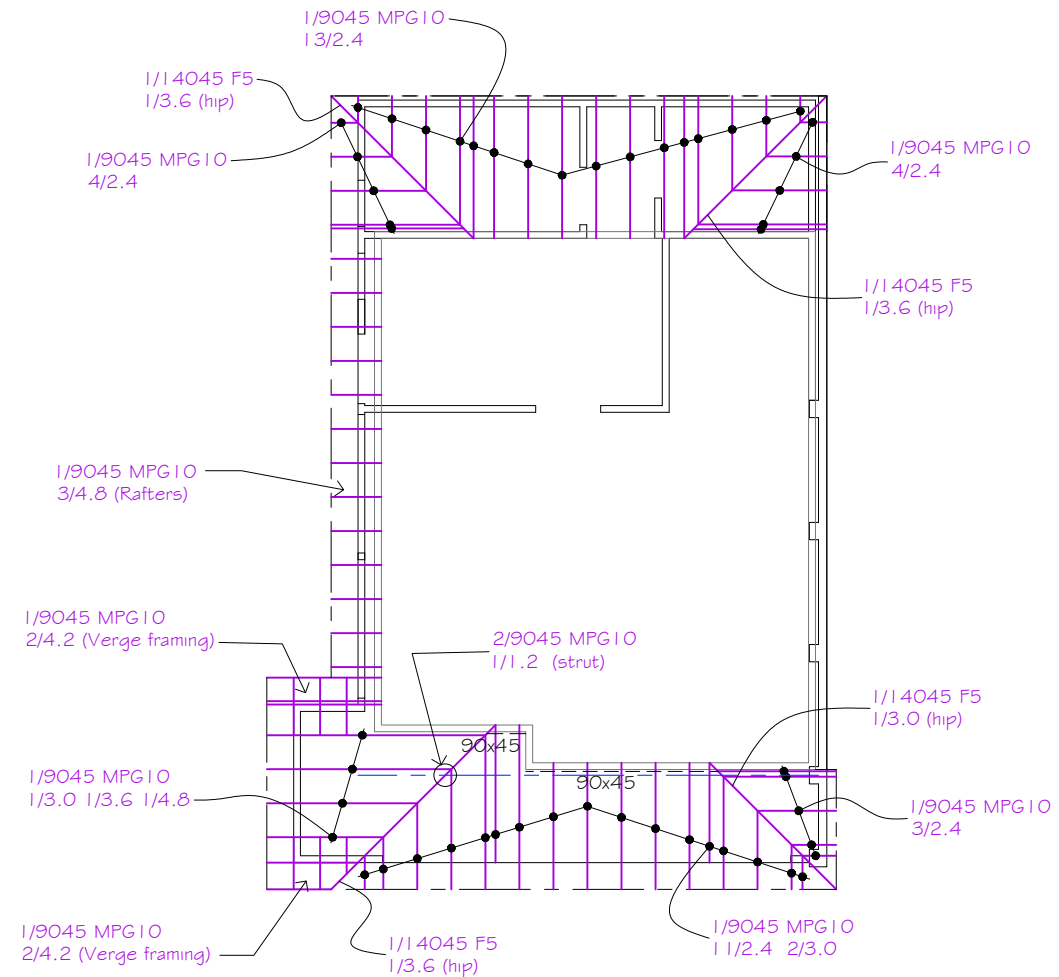 1/9045 MPG10
13/2.4
1/14045 F5
1/3.6 (hip)
1/9045 MPG10
4/2.4
1/9045 MPG10
4/2.4
1/14045 F5
1/3.6 (hip)
1/9045 MPG10
3/4.8 (Rafters)
1/9045 MPG10
2/4.2 (Verge framing)
2/9045 MPG10
1/1.2 (strut)
1/14045 F5
1/3.0 (hip)
90x45
90x45
1/9045 MPG10
1/3.0 1/3.6 1/4.8
1/9045 MPG10
3/2.4
1/9045 MPG10
2/4.2 (Verge framing)
1/14045 F5
1/3.6 (hip)
1/9045 MPG10
11/2.4 2/3.0